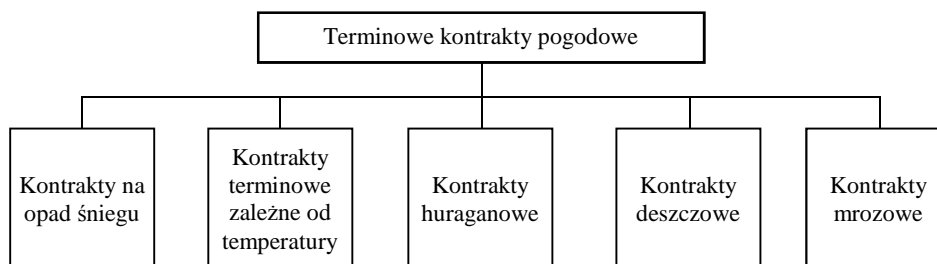 Terminowe kontrakty pogodowe
Kontrakty na
opad śniegu
Kontrakty
terminowe
zależne od
temperatury
Kontrakty
huraganowe
Kontrakty
deszczowe
Kontrakty
mrozowe